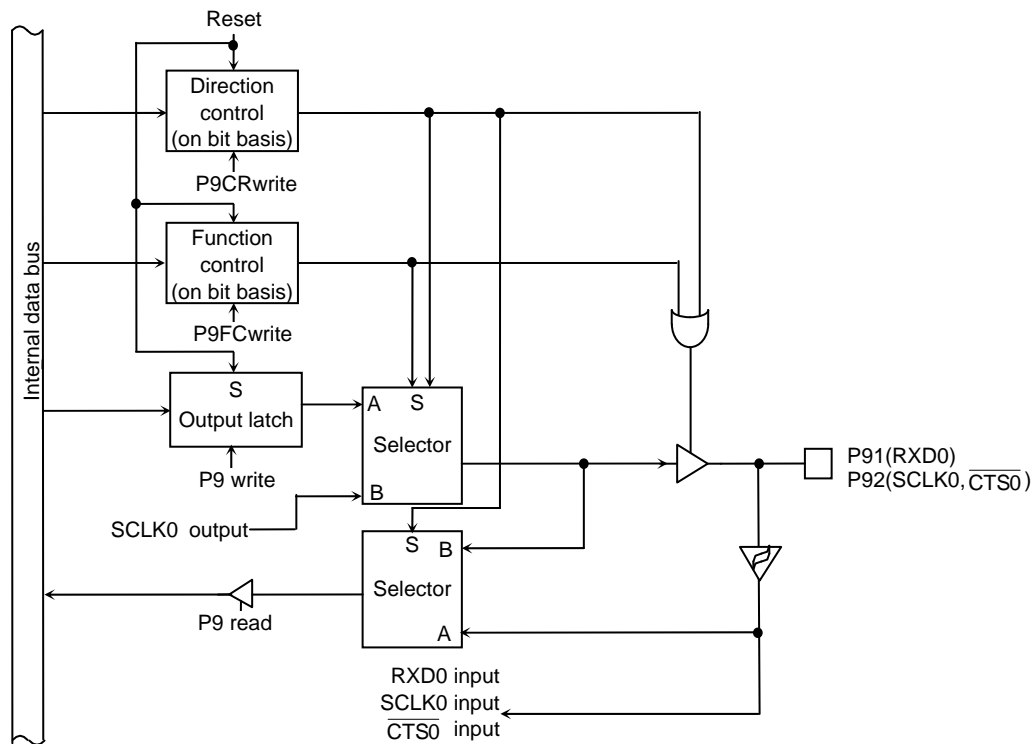 Reset
Direction
control
(on bit basis)
P9CRwrite
Function
control
(on bit basis)
P9FCwrite
Internal data bus
S
Output latch
P9 write
A S
Selector
B
SCLK0 output
P91(RXD0)
P92(SCLK0, CTS0)
S B
Selector
A
P9 read
RXD0 input
SCLK0 input
CTS0 input